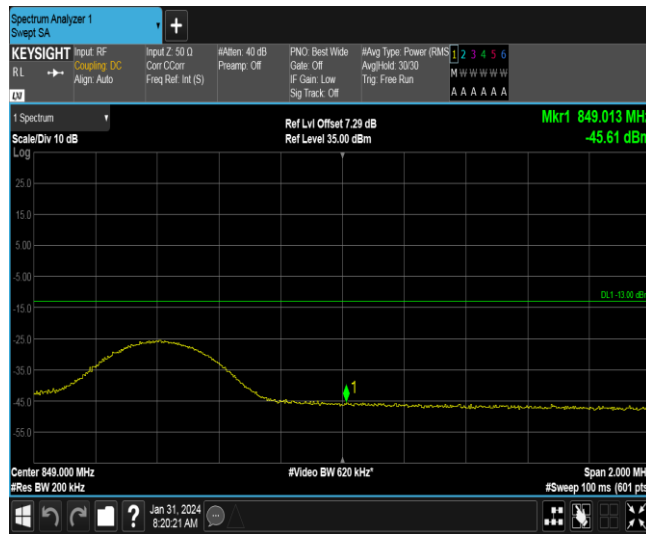 Spectrum Analyzer 1
Swept SA
+
KEYSIGHT
RL
LXI
Input: RF
Coupling: DC
Align: Auto
Input Z: 50 Ω
Corr CCorr
Freq Ref: Int (S)
#Atten: 40 dB
Preamp: Off
PNO: Best Wide
Gate: Off
IF Gain: Low
Sig Track: Off
#Avg Type: Power (RMS
Avg|Hold: 30/30
Trig: Free Run
1 2 3 4 5 6
M W W W W W
A A A A A A
1 Spectrum
Scale/Div 10 dB
Log
Ref Lvl Offset 7.29 dB
Ref Level 35.00 dBm
Mkr1 849.013 MHz
-45.61 dBm
25.0
15.0
5.00
-5.00
-15.0
-25.0
-35.0
-45.0
-55.0
DL1 -13.00 dBm
1
Center 849.000 MHz
#Res BW 200 kHz
#Video BW 620 kHz*
Span 2.000 MHz
#Sweep 100 ms (601 pts)
?
Jan 31, 2024
8:20:21 AM